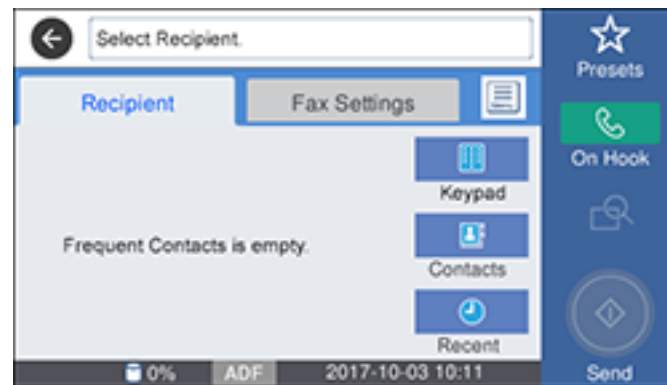 Select Recipient.
Presets
Recipient
Fax Settings
On Hook
Keypad
Frequent Contacts is empty.
Contacts
Recent
0%
ADF
2017-10-03 10:11
Send